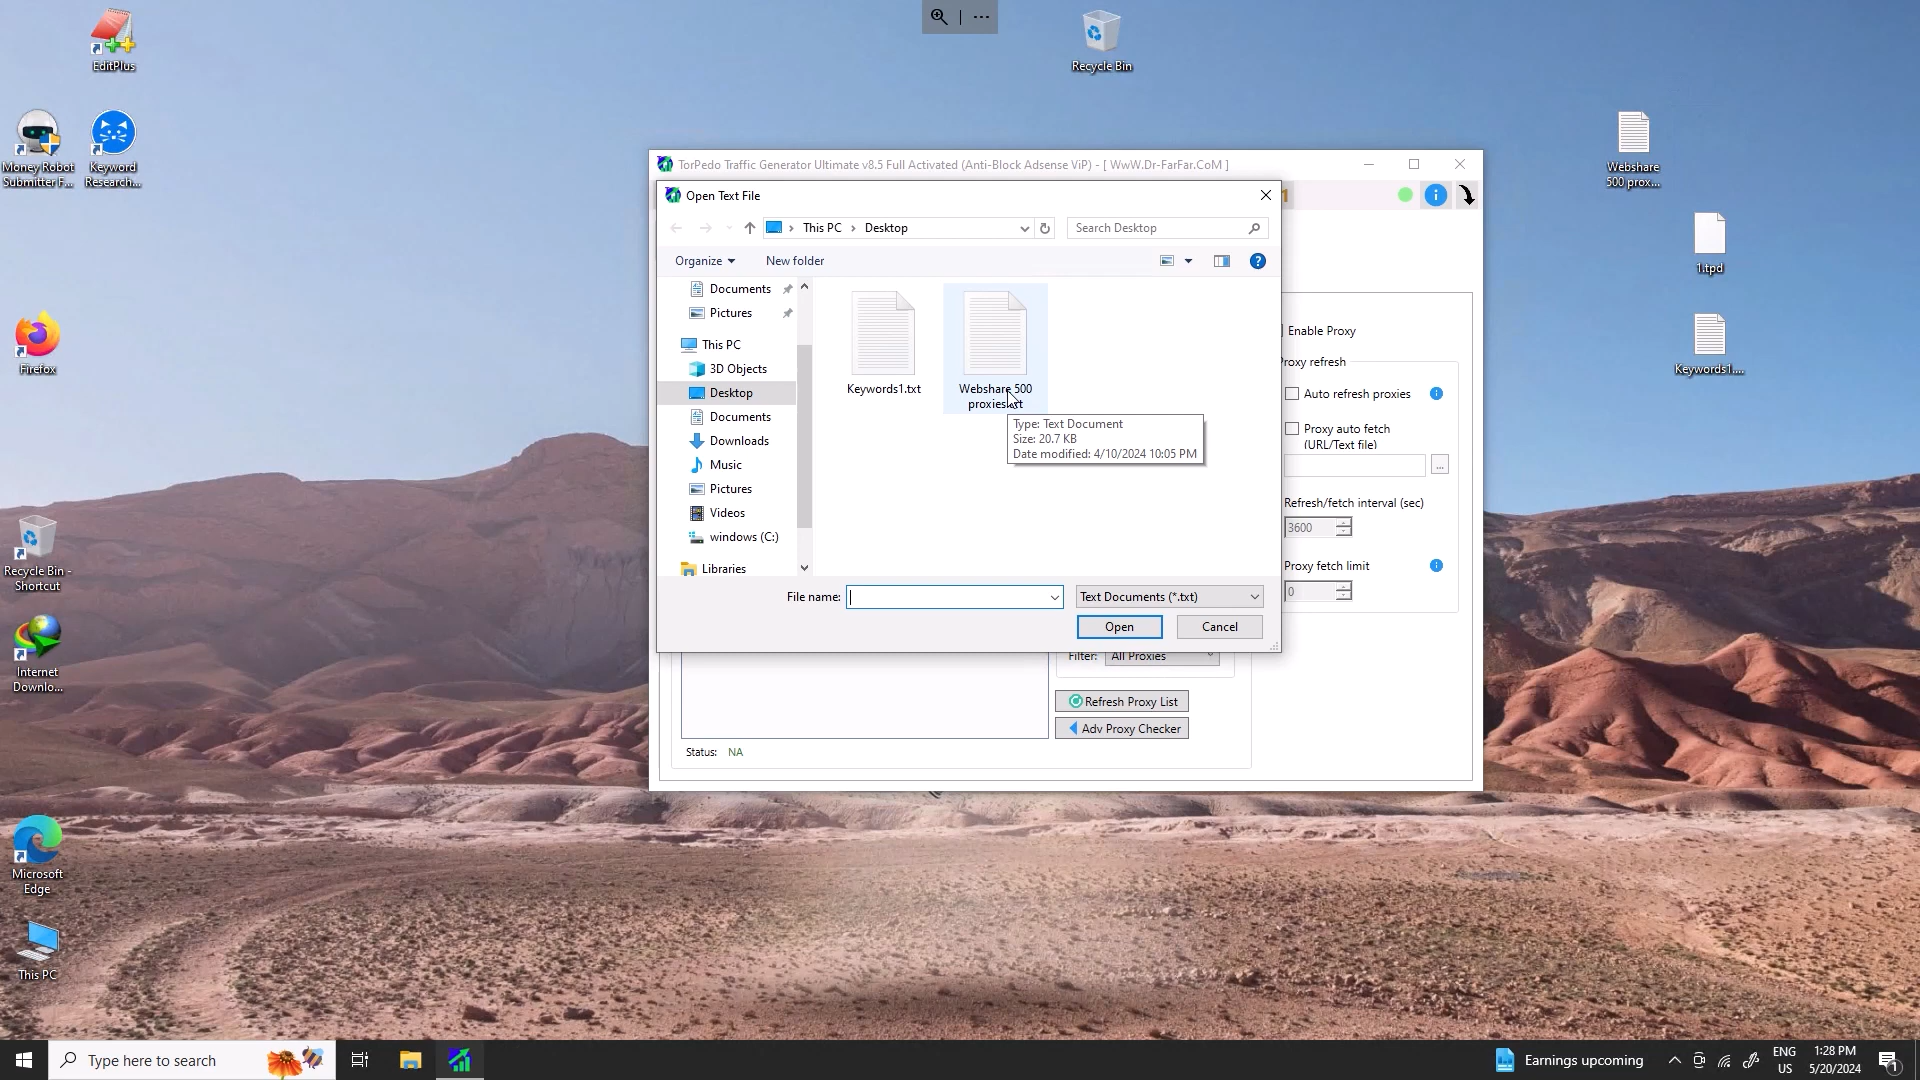 EditPlus
Recycle Bin
Money Robot
Submitter F...
Keyword
Research...
Webshare
500 prox...
TorPedo Traffic Generator Ultimate v8.5 Full Activated (Anti-Block Adsense ViP) - [ WwW.Dr-FarFar.CoM ]
Open Text File
This PC
Desktop
Search Desktop
1.tpd
Organize
New folder
Documents
Pictures
This PC
3D Objects
Desktop
Documents
Downloads
Music
Pictures
Videos
windows (C:)
Libraries
Keywords1.txt
Webshare 500
Type: Text Document
Size: 20.7 KB
Date modified: 4/10/2024 10:05 PM
File name:
Text Documents (*.txt)
Open
Cancel
Enable Proxy
Proxy refresh
Auto refresh proxies
Proxy auto fetch
(URL/Text file)
...
Refresh/fetch interval (sec)
3600
Proxy fetch limit
0
Filter:
All Proxies
Refresh Proxy List
Adv Proxy Checker
Status:
NA
Keywords1....
Firefox
Recycle Bin -
Shortcut
Internet
Downlo...
Microsoft
Edge
This PC
Type here to search
Earnings upcoming
ENG
US
1:28 PM
5/20/2024
1